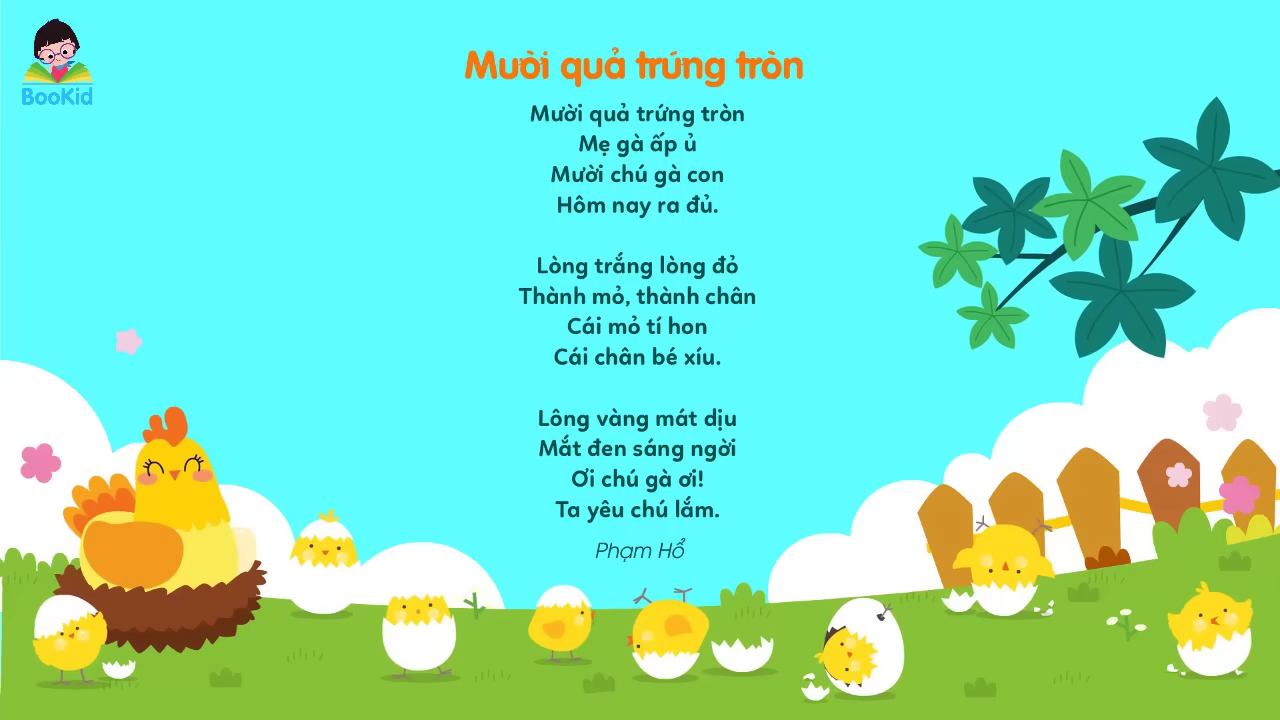 BooKid
Mười quả trứng tròn
Mười quả trứng tròn
Mẹ gà ấp ủ
Mười chú gà con
Hôm nay ra đủ.
Lòng trắng lòng đỏ
Thành mỏ, thành chân
Cái mỏ tí hon
Cái chân bé xíu.
Lông vàng mát dịu
Mắt đen sáng ngời
Ơi chú gà ơi!
Ta yêu chú lắm.
Phạm Hổ